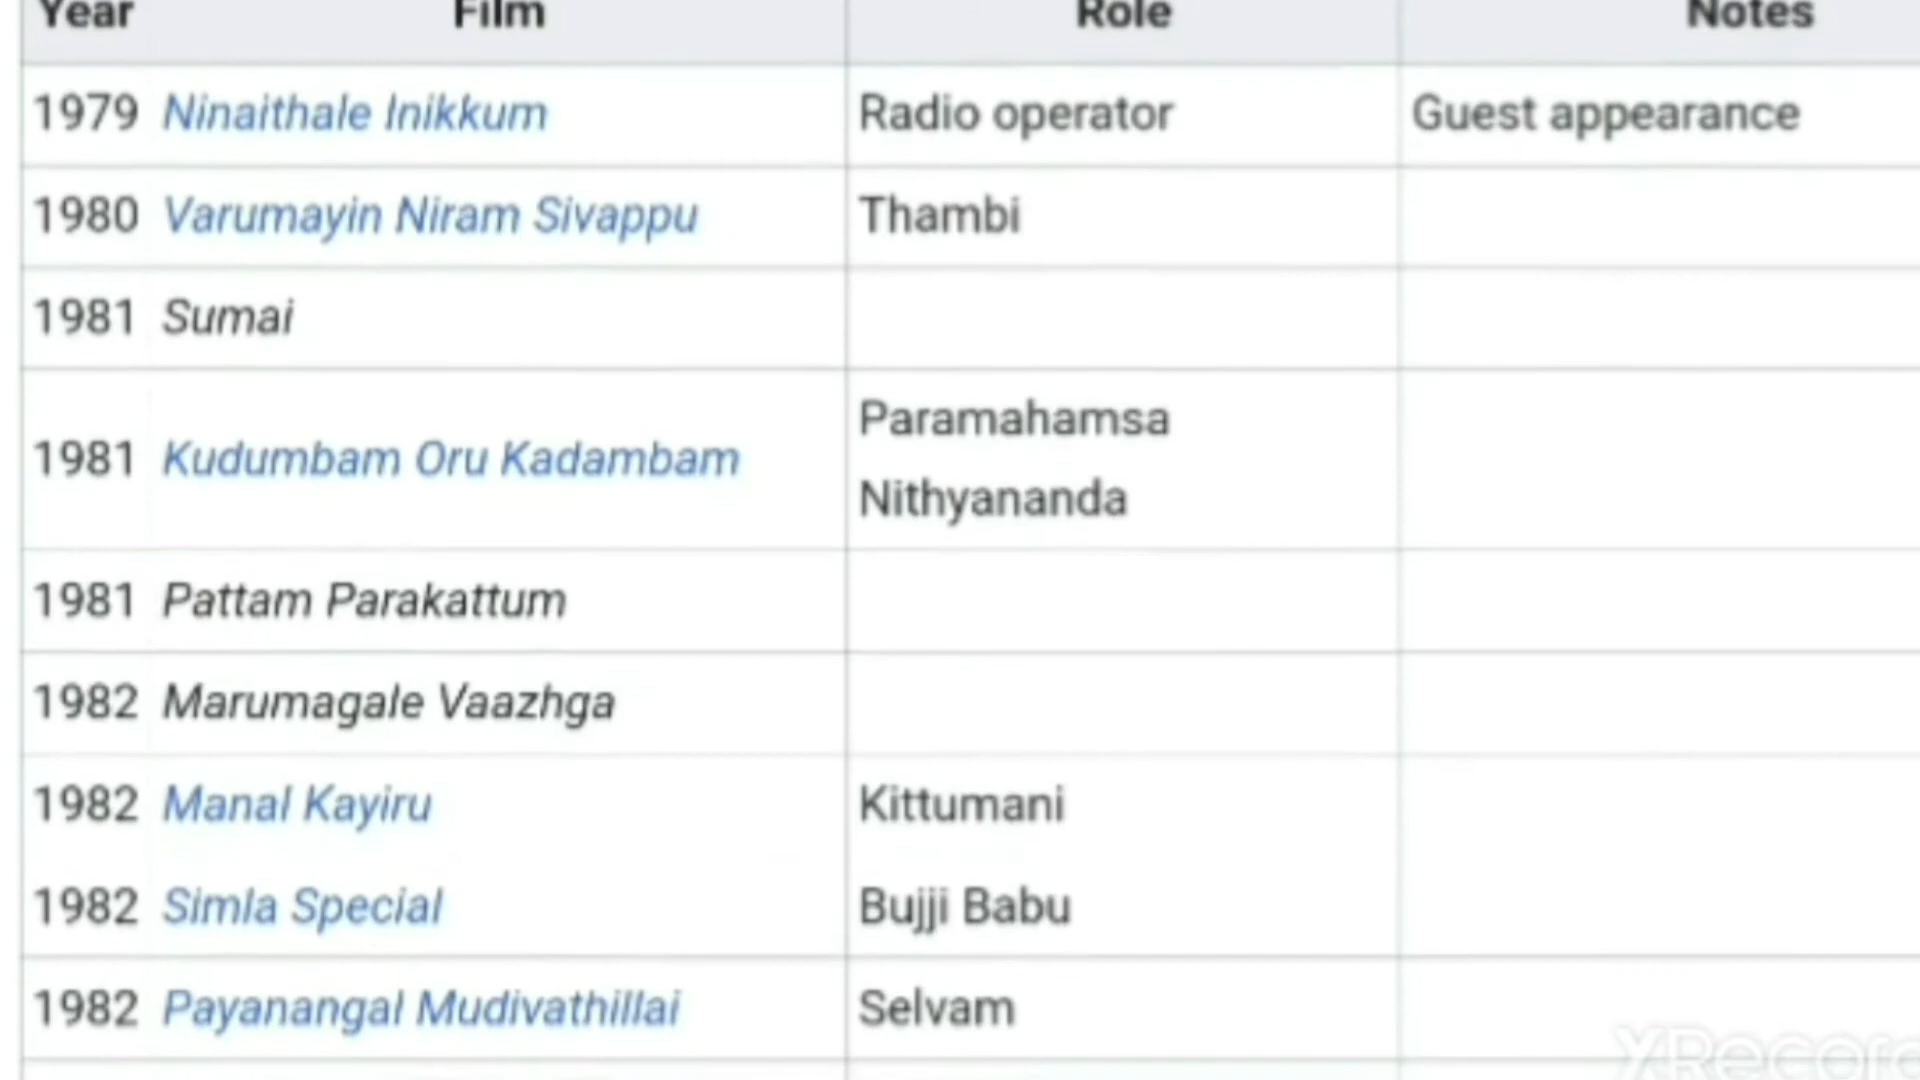 Year Film Role Notes
1979 Ninaithale Inikkum Radio operator Guest appearance
1980 Varumayin Niram Sivappu Thambi
1981 Sumai
1981 Kudumbam Oru Kadambam Paramahamsa
Nithyananda
1981 Pattam Parakattum
1982 Marumagale Vaazhga
1982 Manal Kayiru Kittumani
1982 Simla Special Bujji Babu
1982 Payanangal Mudivathillai Selvam